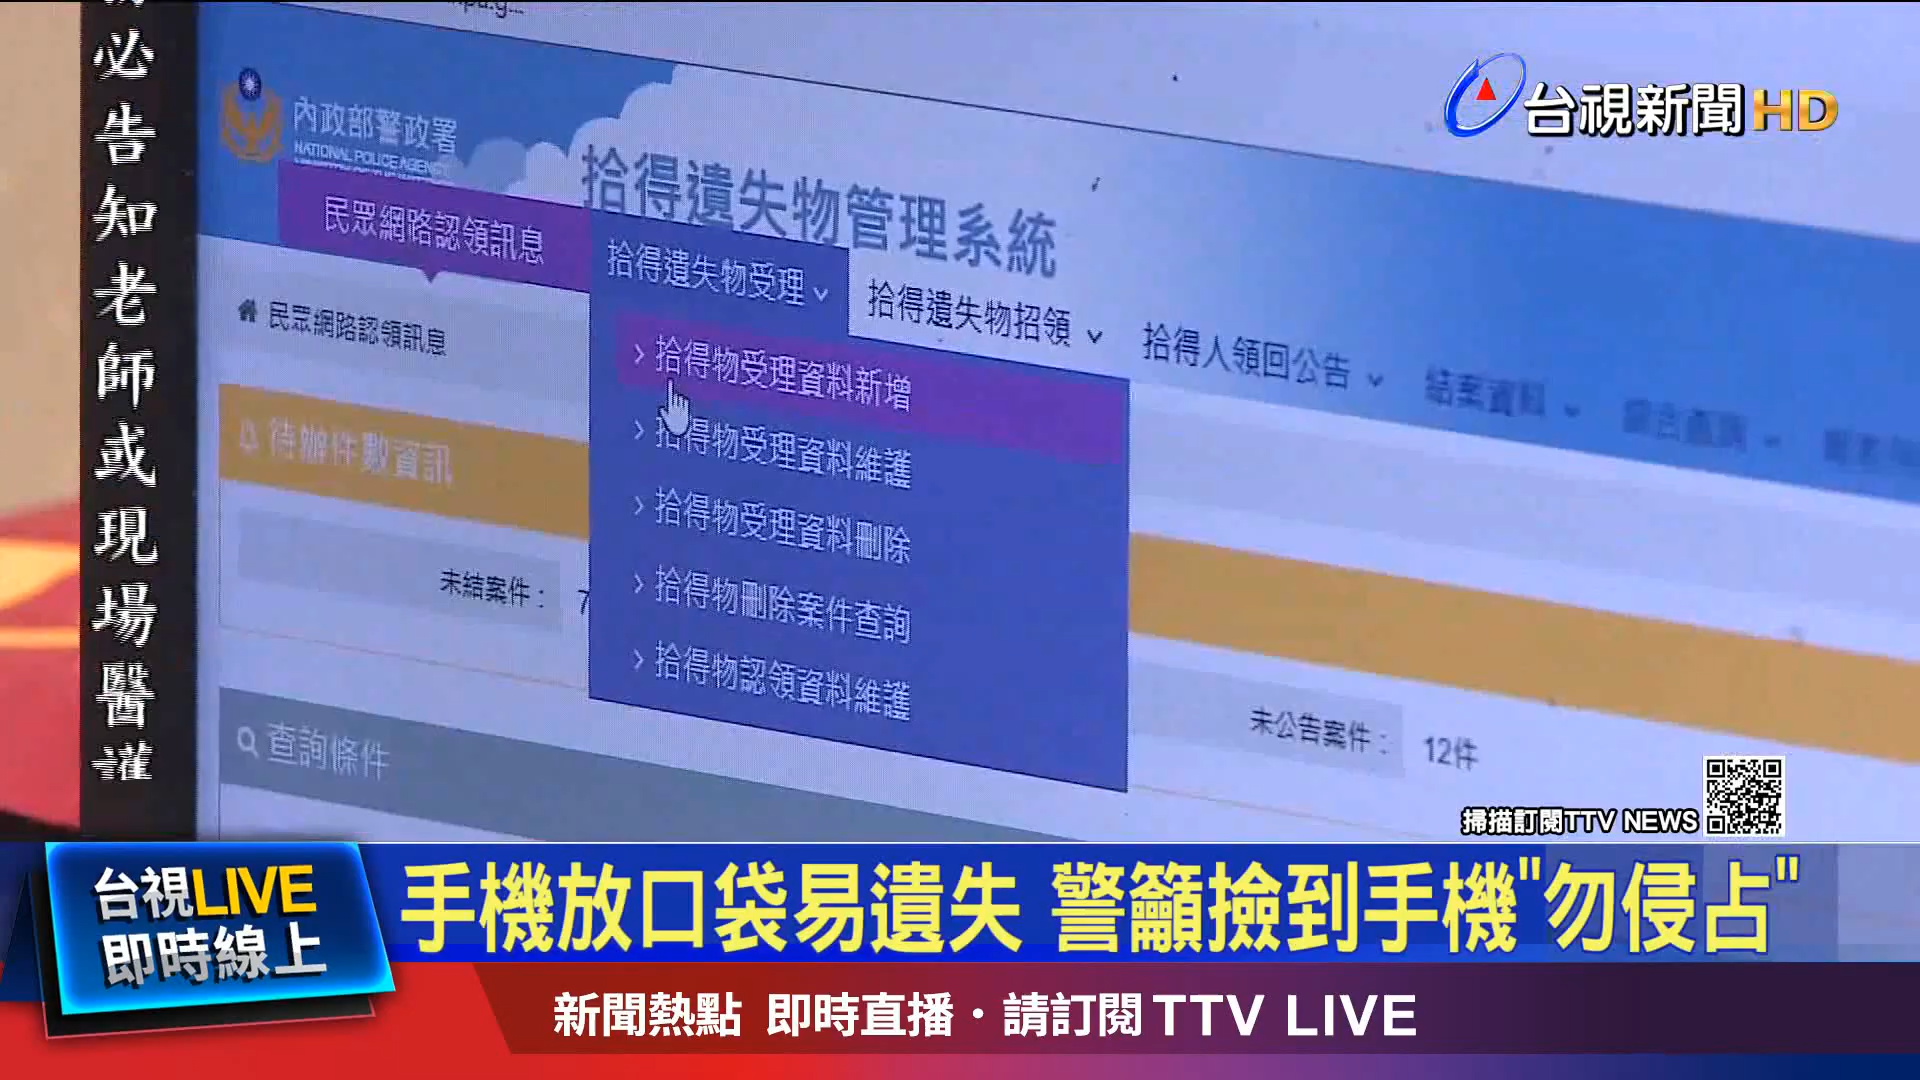 必告知老師或現場醫護
台視新聞HD
內政部警政署
NATIONAL POLICE AGENCY
拾得遺失物管理系統
民眾網路認領訊息
拾得遺失物受理
拾得遺失物招領
拾得人領回公告
結案資料
民眾網路認領訊息
拾得物受理資料新增
拾得物受理資料維護
拾得物受理資料刪除
拾得物刪除案件查詢
拾得物認領資料維護
待辦件數資訊
未結案件：
未公告案件： 12件
查詢條件
掃描訂閱TTV NEWS
台視LIVE
即時線上
手機放口袋易遺失 警籲撿到手機"勿侵占"
新聞熱點 即時直播・請訂閱TTV LIVE